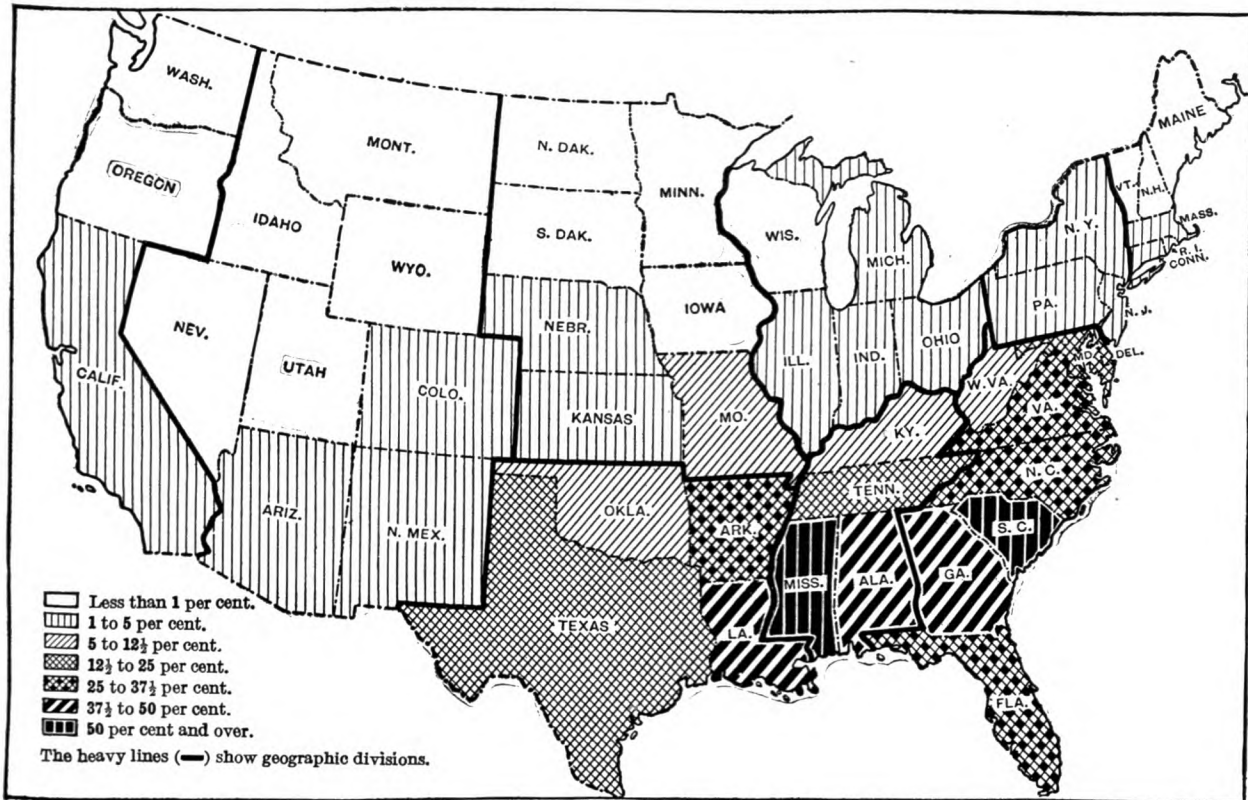 WASH.
OREGON
CALIF.
NEV.
IDAHO
MONT.
WYO.
UTAH
COLO.
ARIZ.
N. MEX.
N. DAK.
S. DAK.
NEBR.
KANSAS
OKLA.
TEXAS
MINN.
IOWA
MO.
ARK.
LA.
WIS.
MICH.
ILL.
IND.
OHIO
KY.
TENN.
MISS.
ALA.
GA.
FLA.
S. C.
N. C.
VA.
W. VA.
MD.
DEL.
PA.
N. J.
N. Y.
CONN.
R. I.
MASS.
VT.
N.H.
MAINE
Less than 1 per cent.
1 to 5 per cent.
5 to 12½ per cent.
12½ to 25 per cent.
25 to 37½ per cent.
37½ to 50 per cent.
50 per cent and over.
The heavy lines (━) show geographic divisions.